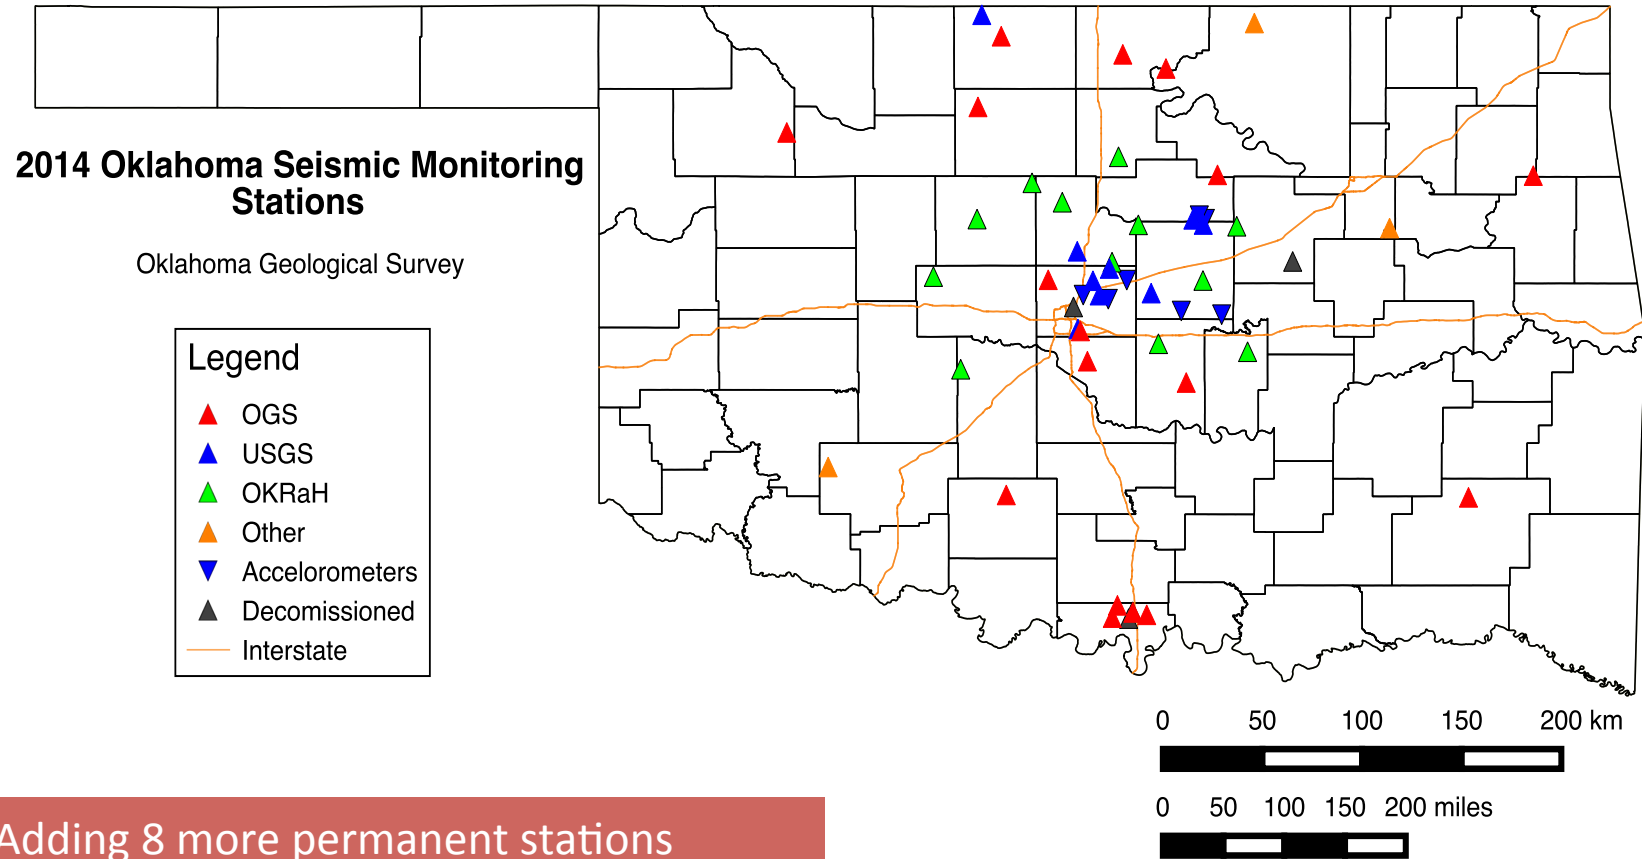 2014 Oklahoma Seismic Monitoring
Stations
Oklahoma Geological Survey
Legend
OGS
USGS
OKRaH
Other
Accelorometers
Decomissioned
Interstate
0 50 100 150 200 km
0 50 100 150 200 miles
Adding 8 more permanent stations